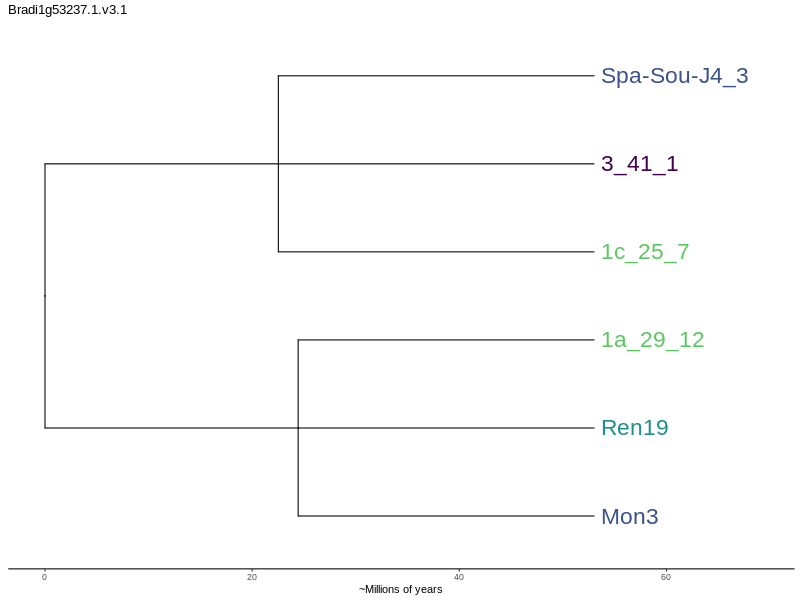 Bradi1g53237.1.v3.1
Spa-Sou-J4_3
3_41_1
1c_25_7
1a_29_12
Ren19
Mon3
0 20 40 60
~Millions of years